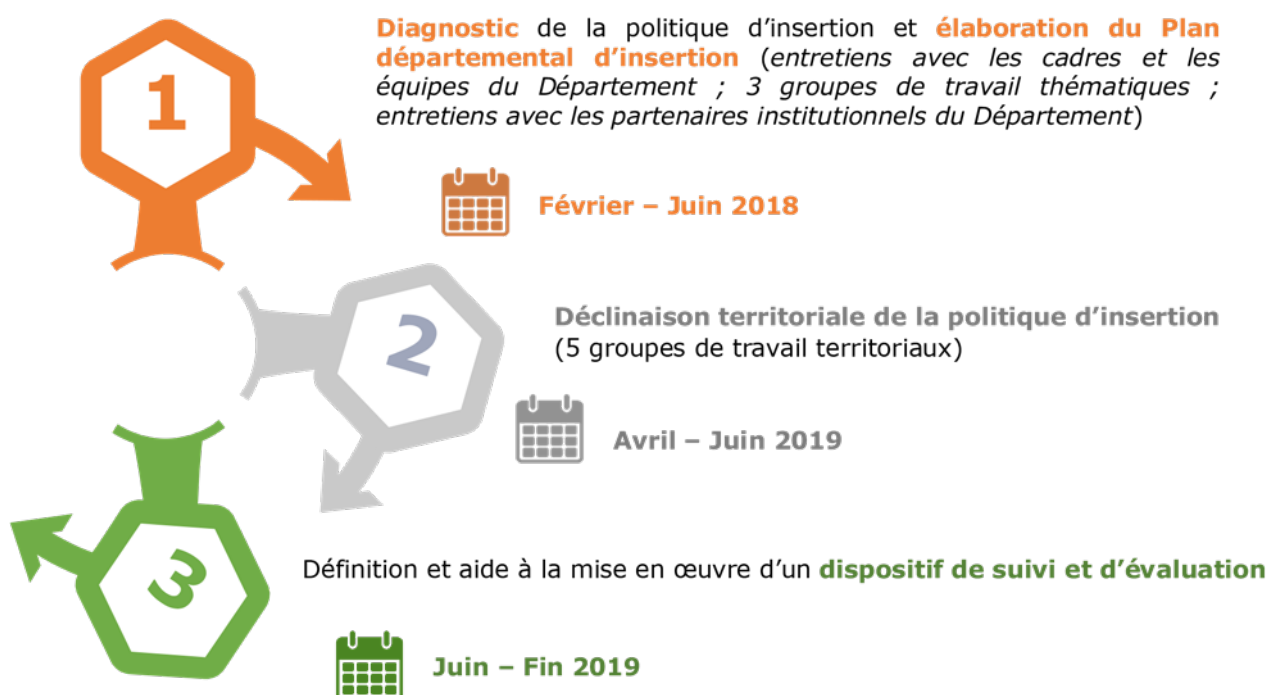 1
Diagnostic de la politique d’insertion et élaboration du Plan
départemental d’insertion (entretiens avec les cadres et les
équipes du Département ; 3 groupes de travail thématiques ;
entretiens avec les partenaires institutionnels du Département)
Février – Juin 2018
2
Déclinaison territoriale de la politique d’insertion
(5 groupes de travail territoriaux)
Avril – Juin 2019
3
Définition et aide à la mise en œuvre d’un dispositif de suivi et d’évaluation
Juin – Fin 2019